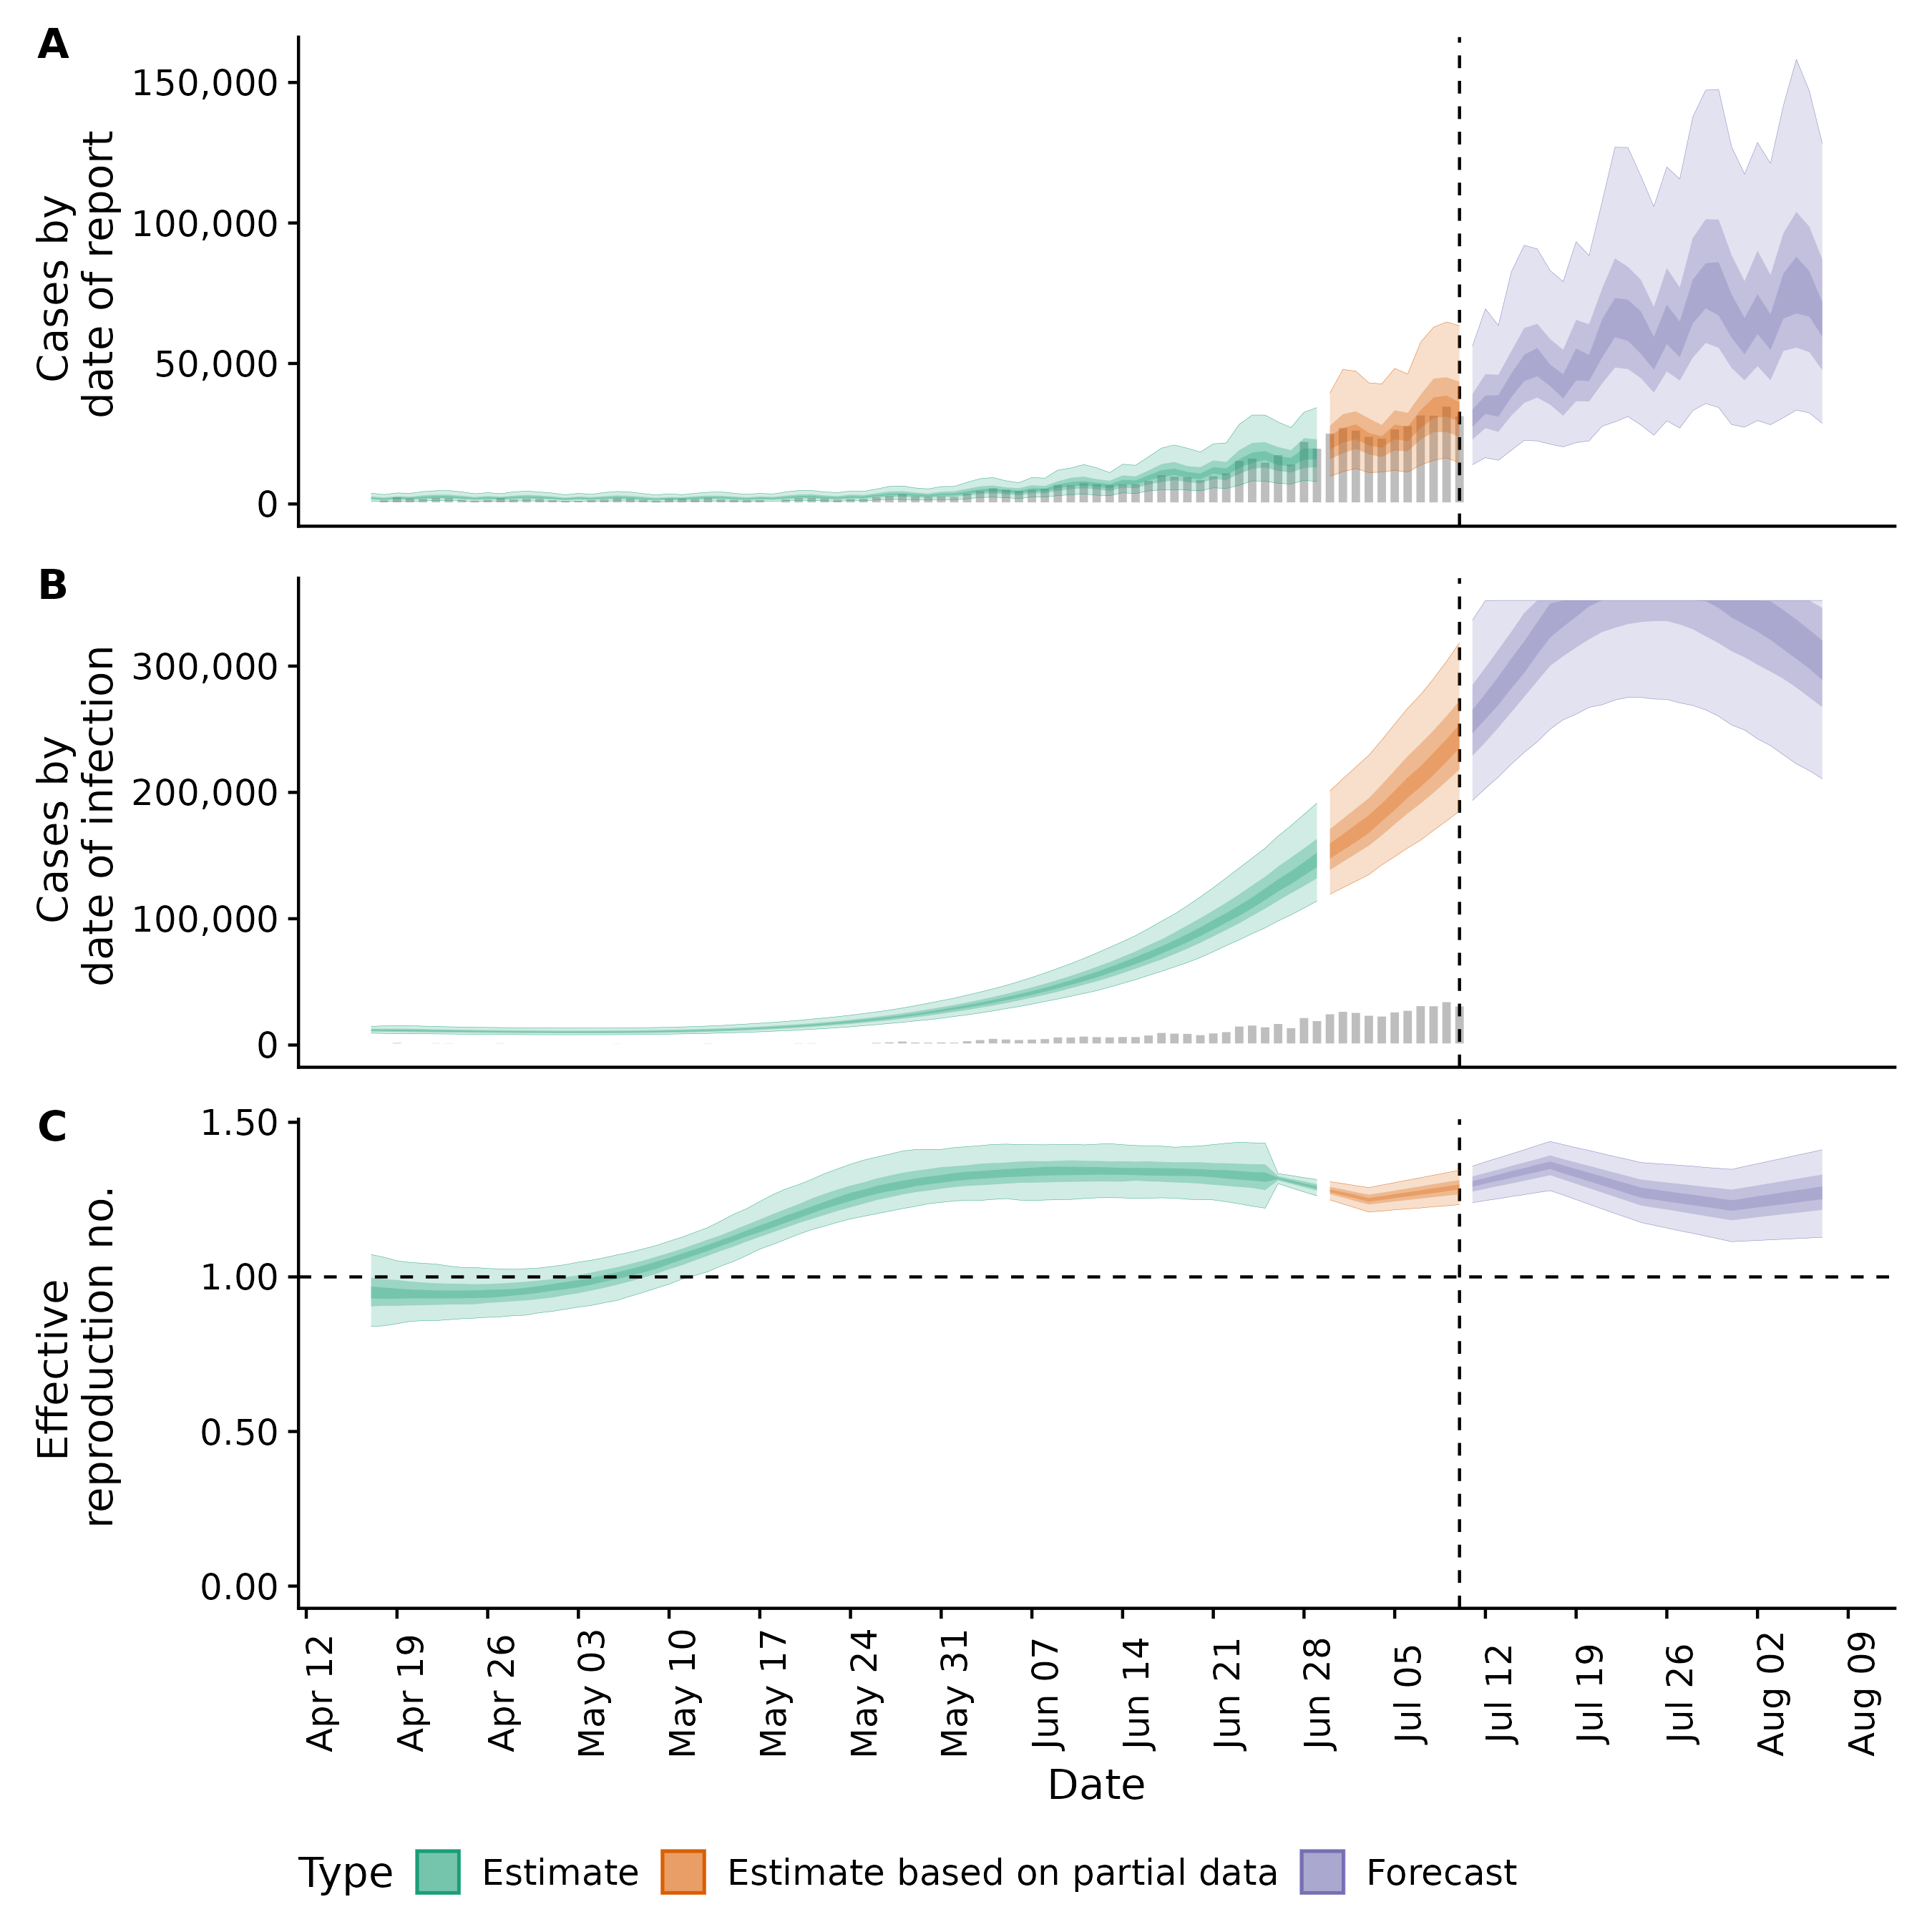 A
Cases by
date of report
150,000
100,000
50,000
0
B
Cases by
date of infection
300,000
200,000
100,000
0
C
Effective
reproduction no.
1.50
1.00
0.50
0.00
Apr 12
Apr 19
Apr 26
May 03
May 10
May 17
May 24
May 31
Jun 07
Jun 14
Jun 21
Jun 28
Jul 05
Jul 12
Jul 19
Jul 26
Aug 02
Aug 09
Date
Type Estimate Estimate based on partial data Forecast